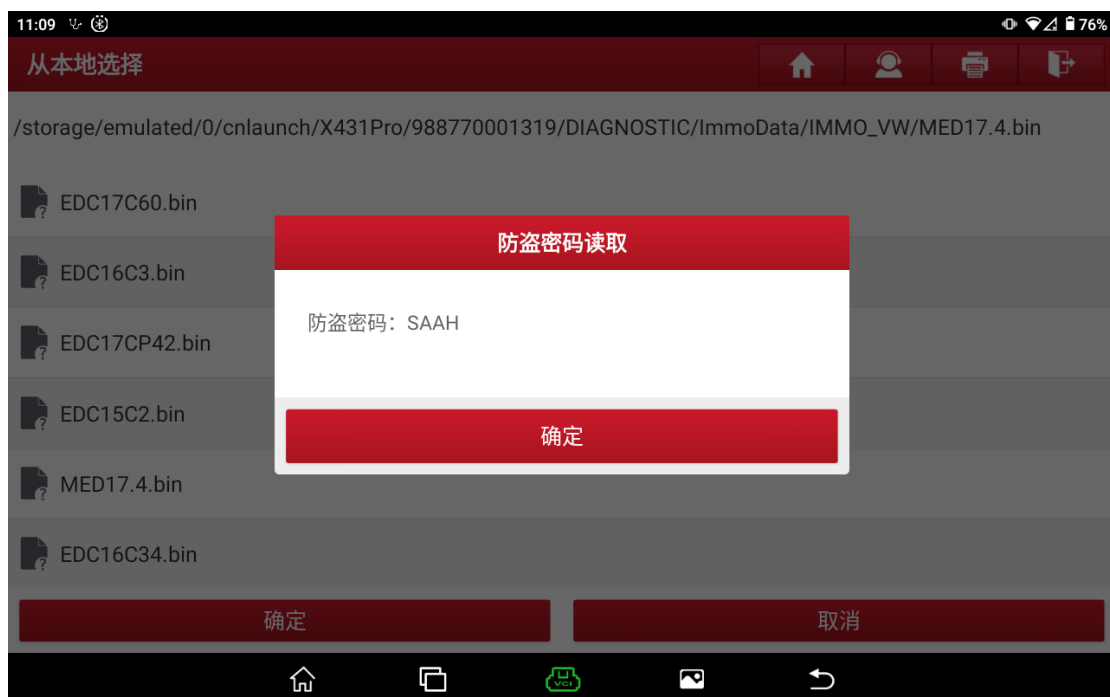 11:09
76%
从本地选择
/storage/emulated/0/cnlaunch/X431Pro/988770001319/DIAGNOSTIC/ImmoData/IMMO_VW/MED17.4.bin
EDC17C60.bin
EDC16C3.bin
EDC17CP42.bin
EDC15C2.bin
MED17.4.bin
EDC16C34.bin
防盗密码读取
防盗密码：SAAH
确定
确定
取消
VCI